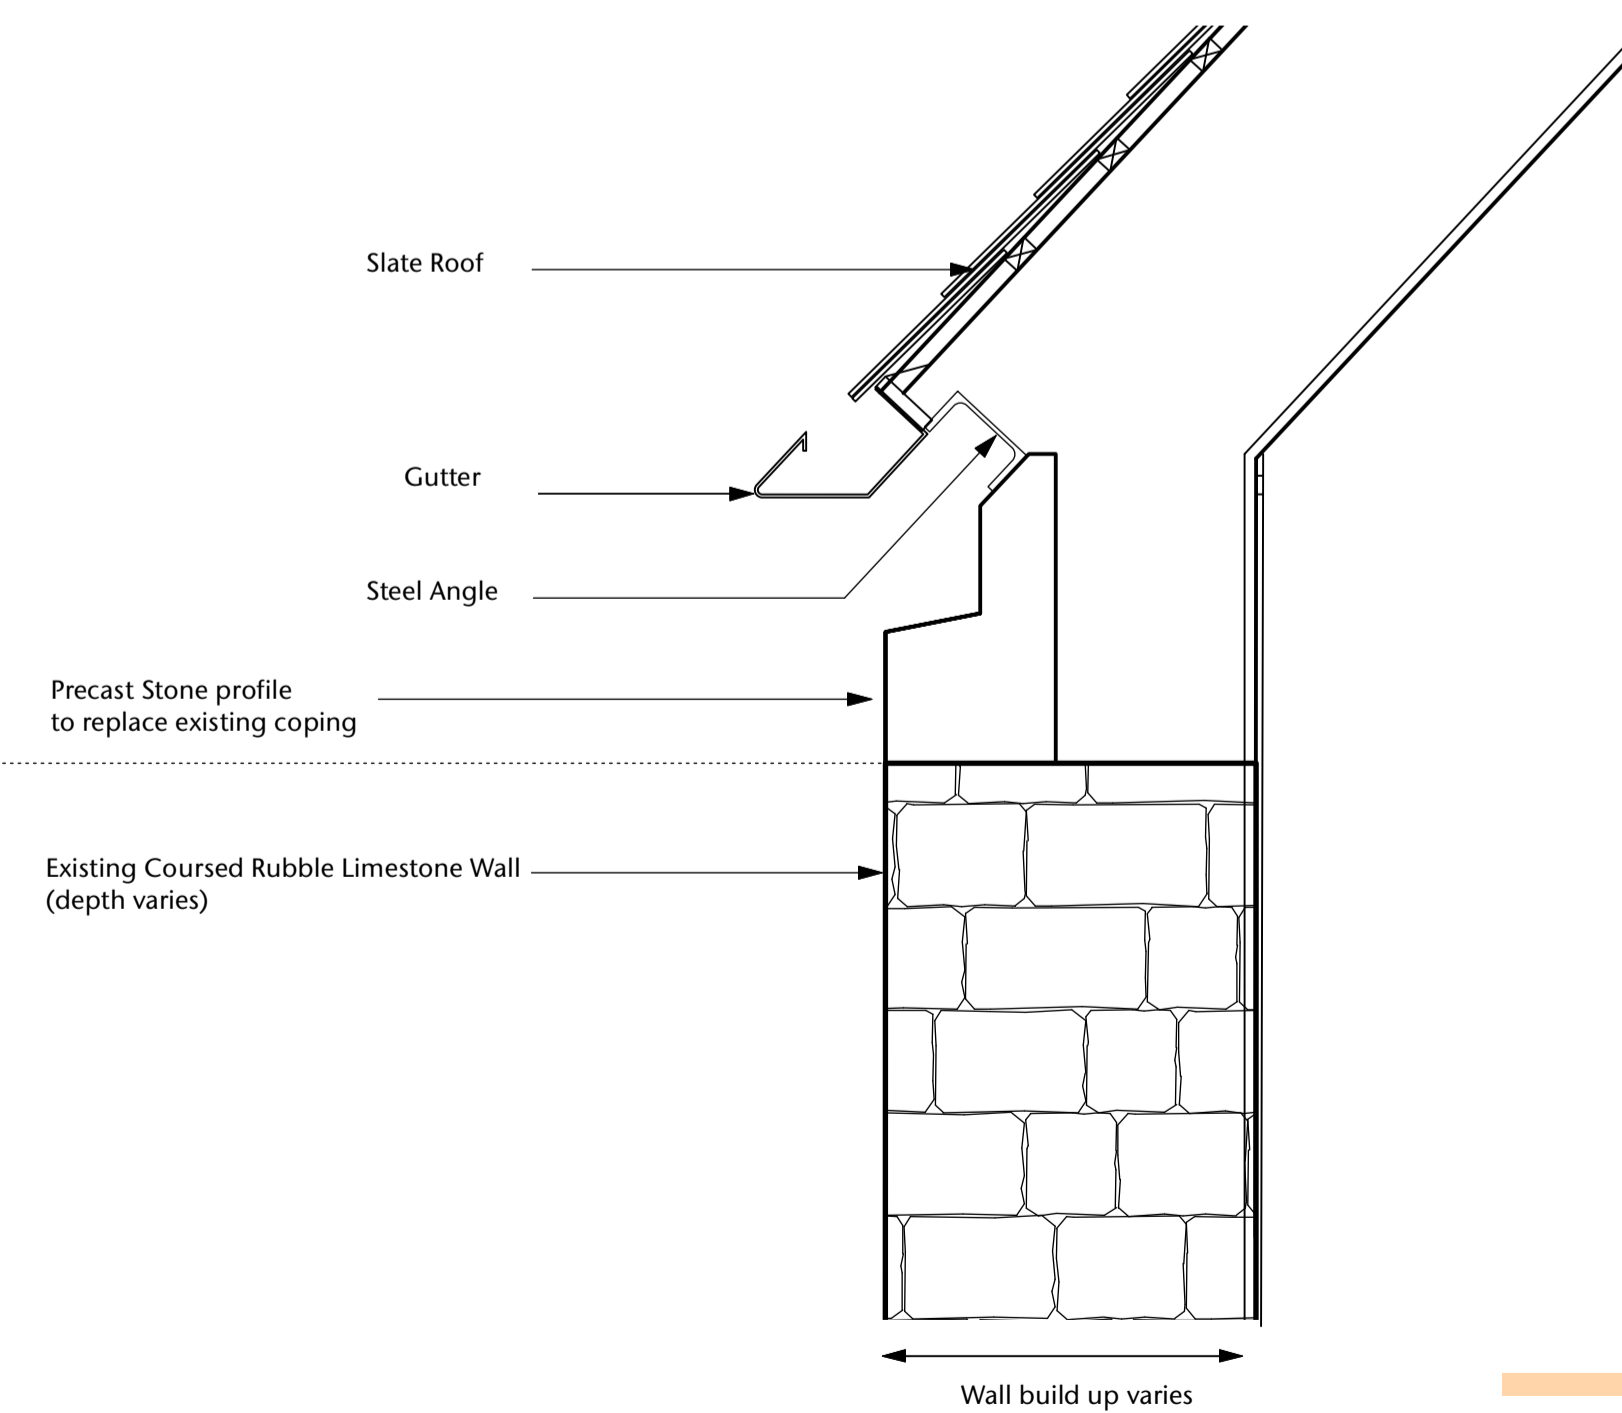 Slate Roof
Gutter
Steel Angle
Precast Stone profile
to replace existing coping
Existing Coursed Rubble Limestone Wall
(depth varies)
Wall build up varies